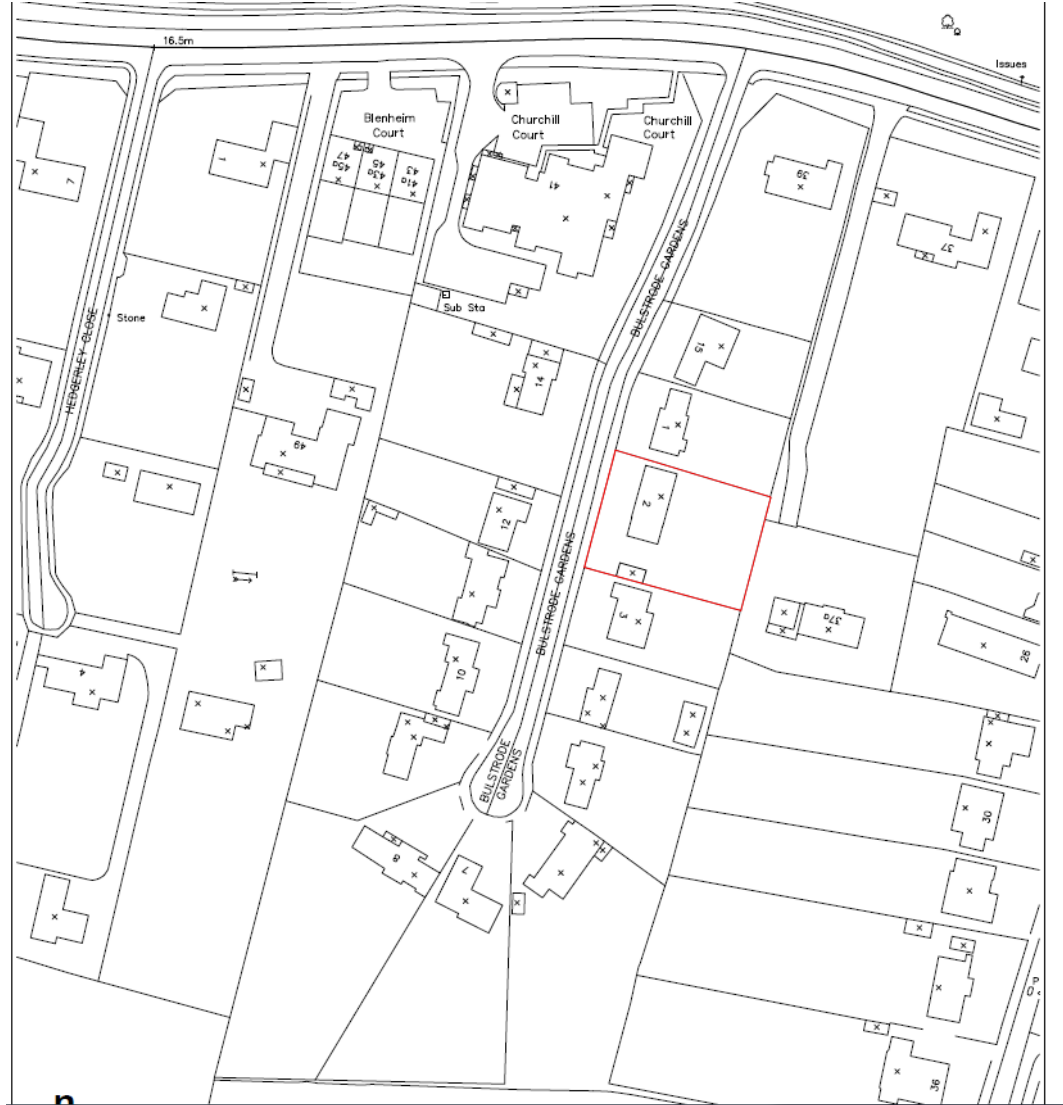 16.5m
Issues
Blenheim
Court
Churchill
Court
Churchill
Court
1
7
47
45a
45
43a
43
41a
41
39
37
BULSTRODE GARDENS
Sub Sta
Stone
HEDGERLEY CLOSE
15
14
1
49
2
12
BULSTRODE GARDENS
3
37a
26
4
10
BULSTRODE
GARDENS
30
8
7
36
n